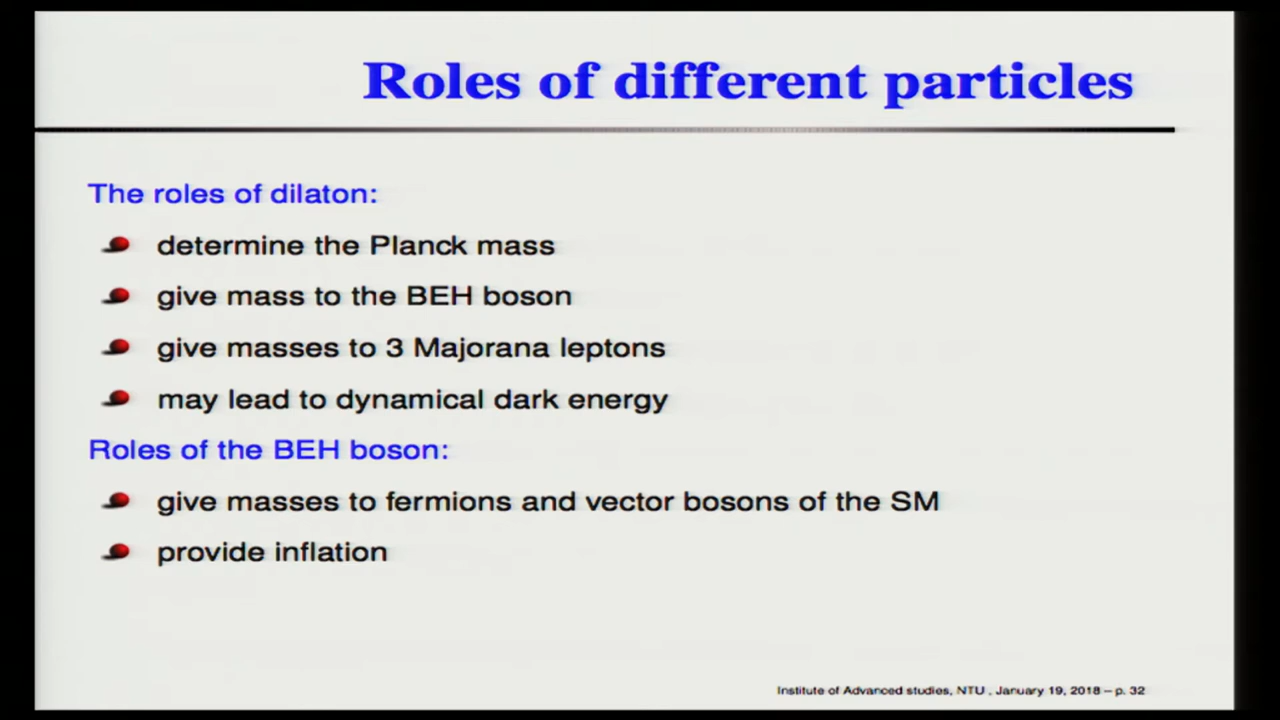 Roles of different particles
The roles of dilaton:
determine the Planck mass
give mass to the BEH boson
give masses to 3 Majorana leptons
may lead to dynamical dark energy
Roles of the BEH boson:
give masses to fermions and vector bosons of the SM
provide inflation
Institute of Advanced studies, NTU , January 19, 2018 – p. 32